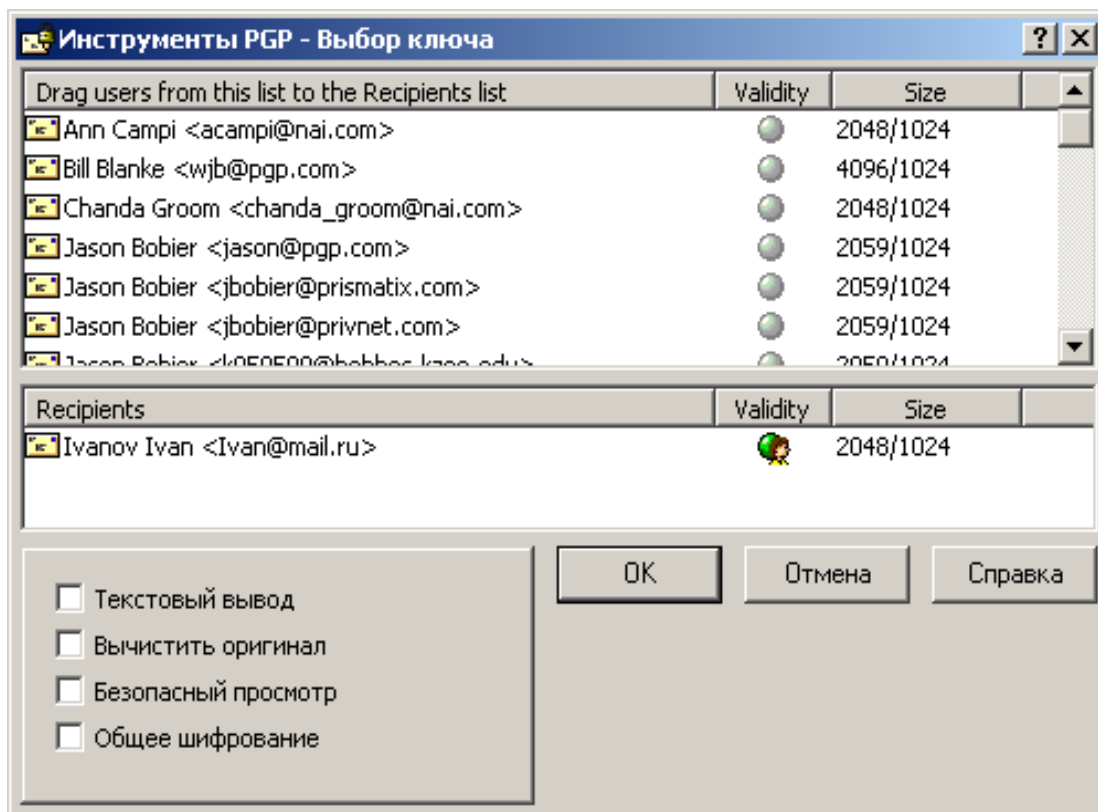 Инструменты PGP - Выбор ключа
Drag users from this list to the Recipients list Validity Size
Ann Campi <acampi@nai.com> 2048/1024
Bill Blanke <wjb@pgp.com> 4096/1024
Chanda Groom <chanda_groom@nai.com> 2048/1024
Jason Bobier <jason@pgp.com> 2059/1024
Jason Bobier <jbobier@prismatix.com> 2059/1024
Jason Bobier <jbobier@privnet.com> 2059/1024
Jason Bobier 2059/1024
Recipients Validity Size
Ivanov Ivan <Ivan@mail.ru> 2048/1024
OK Отмена Справка
Текстовый вывод
Вычистить оригинал
Безопасный просмотр
Общее шифрование